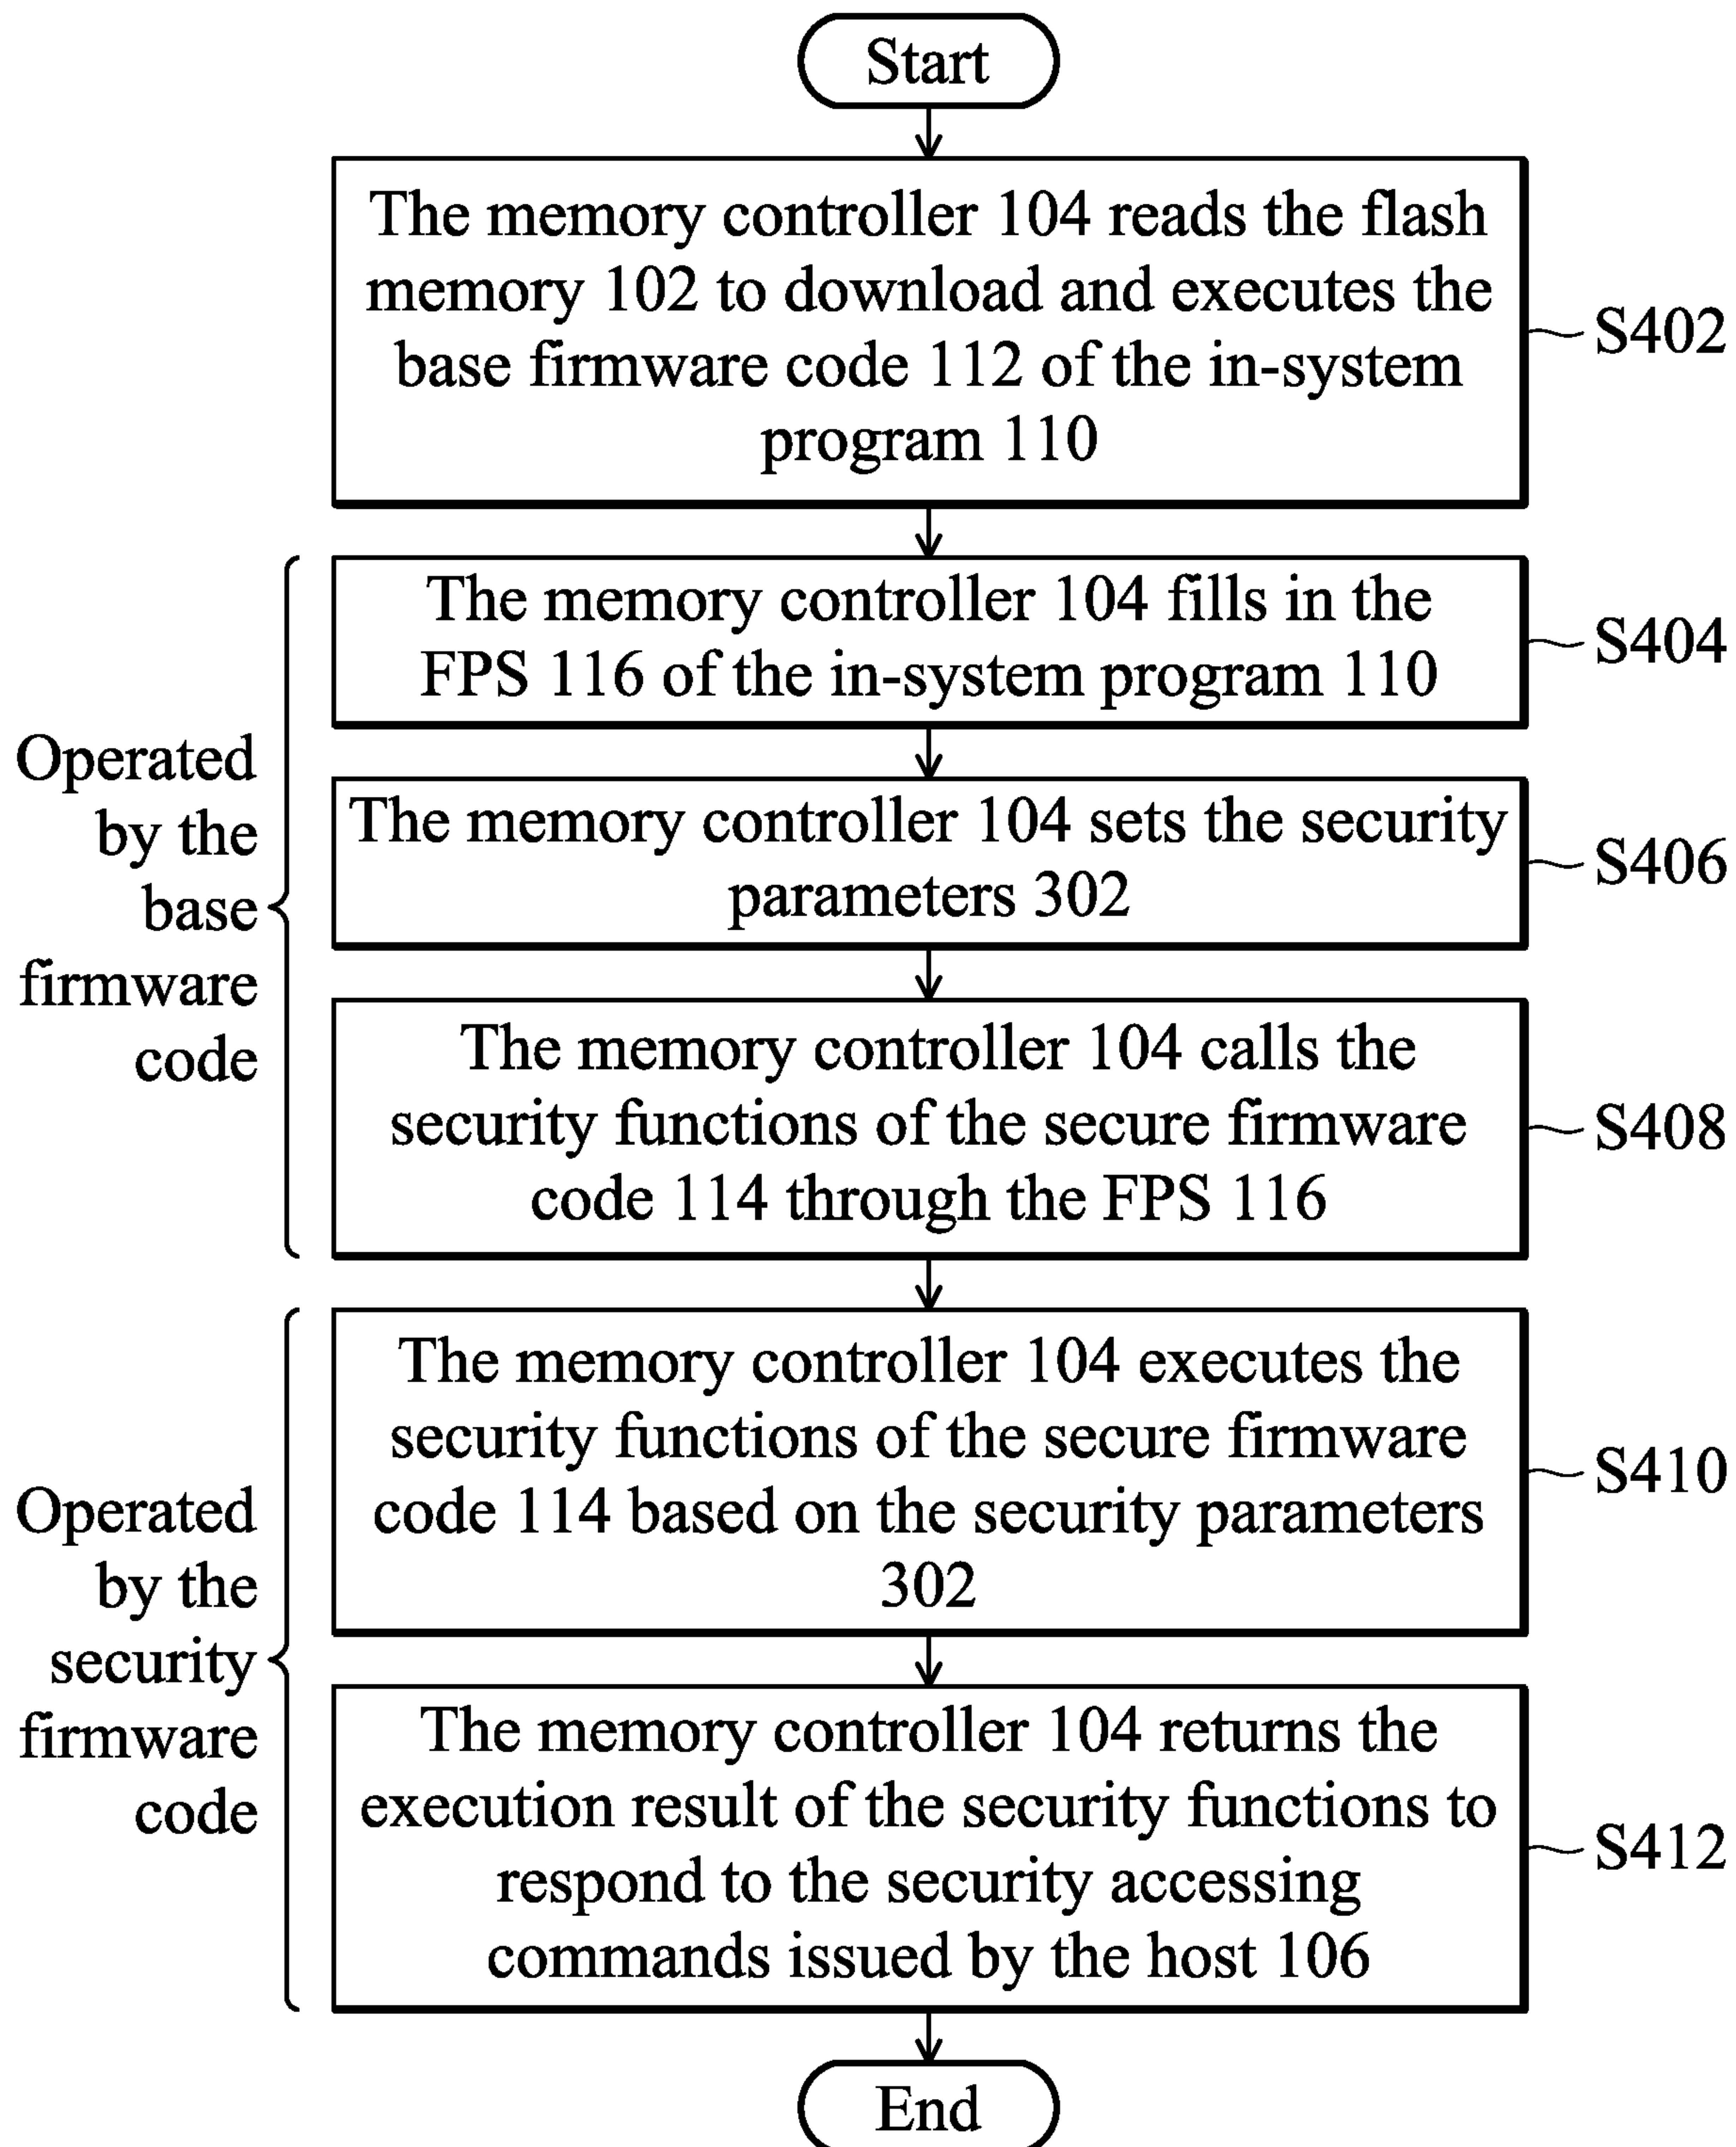 Start
The memory controller 104 reads the flash
memory 102 to download and executes the
base firmware code 112 of the in-system
program 110
S402
Operated
by the
base
firmware
code
The memory controller 104 fills in the
FPS 116 of the in-system program 110
S404
The memory controller 104 sets the security
parameters 302
S406
The memory controller 104 calls the
security functions of the secure firmware
code 114 through the FPS 116
S408
Operated
by the
security
firmware
code
The memory controller 104 executes the
security functions of the secure firmware
code 114 based on the security parameters
302
S410
The memory controller 104 returns the
execution result of the security functions to
respond to the security accessing
commands issued by the host 106
S412
End